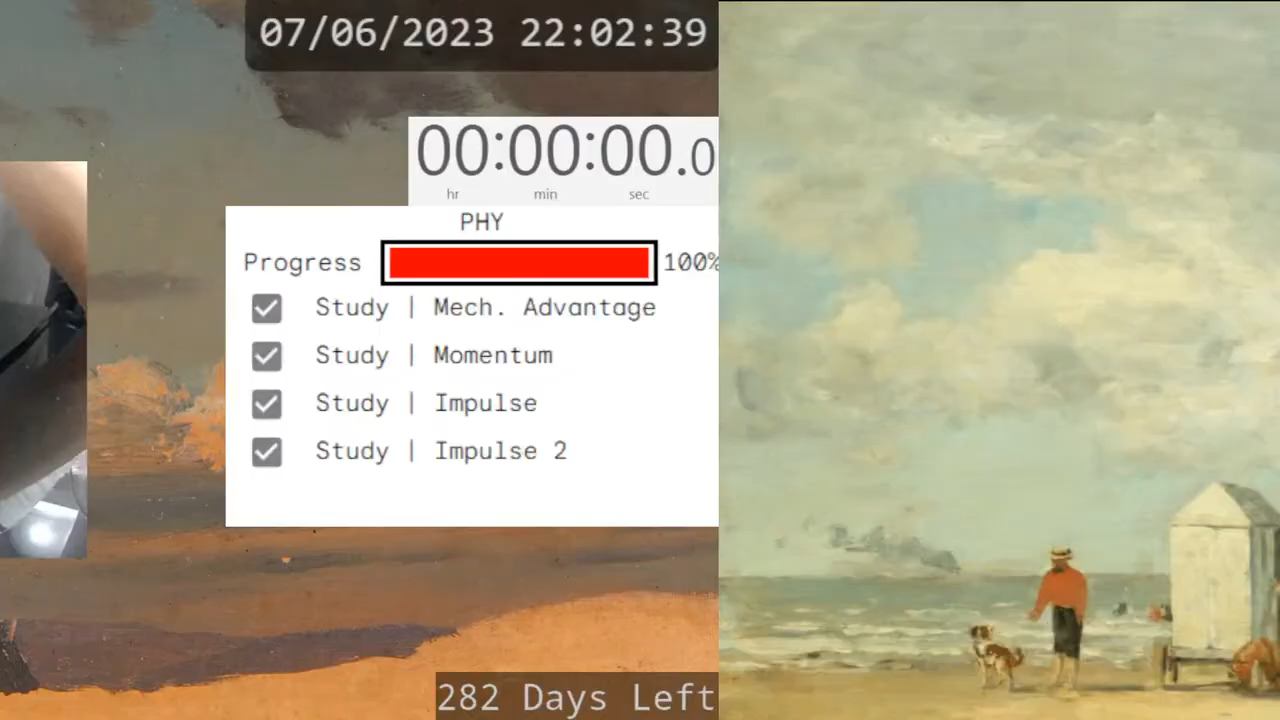 07/06/2023 22:02:39
00:00:00.0
hr min sec
PHY
Progress 100%
Study | Mech. Advantage
Study | Momentum
Study | Impulse
Study | Impulse 2
282 Days Left